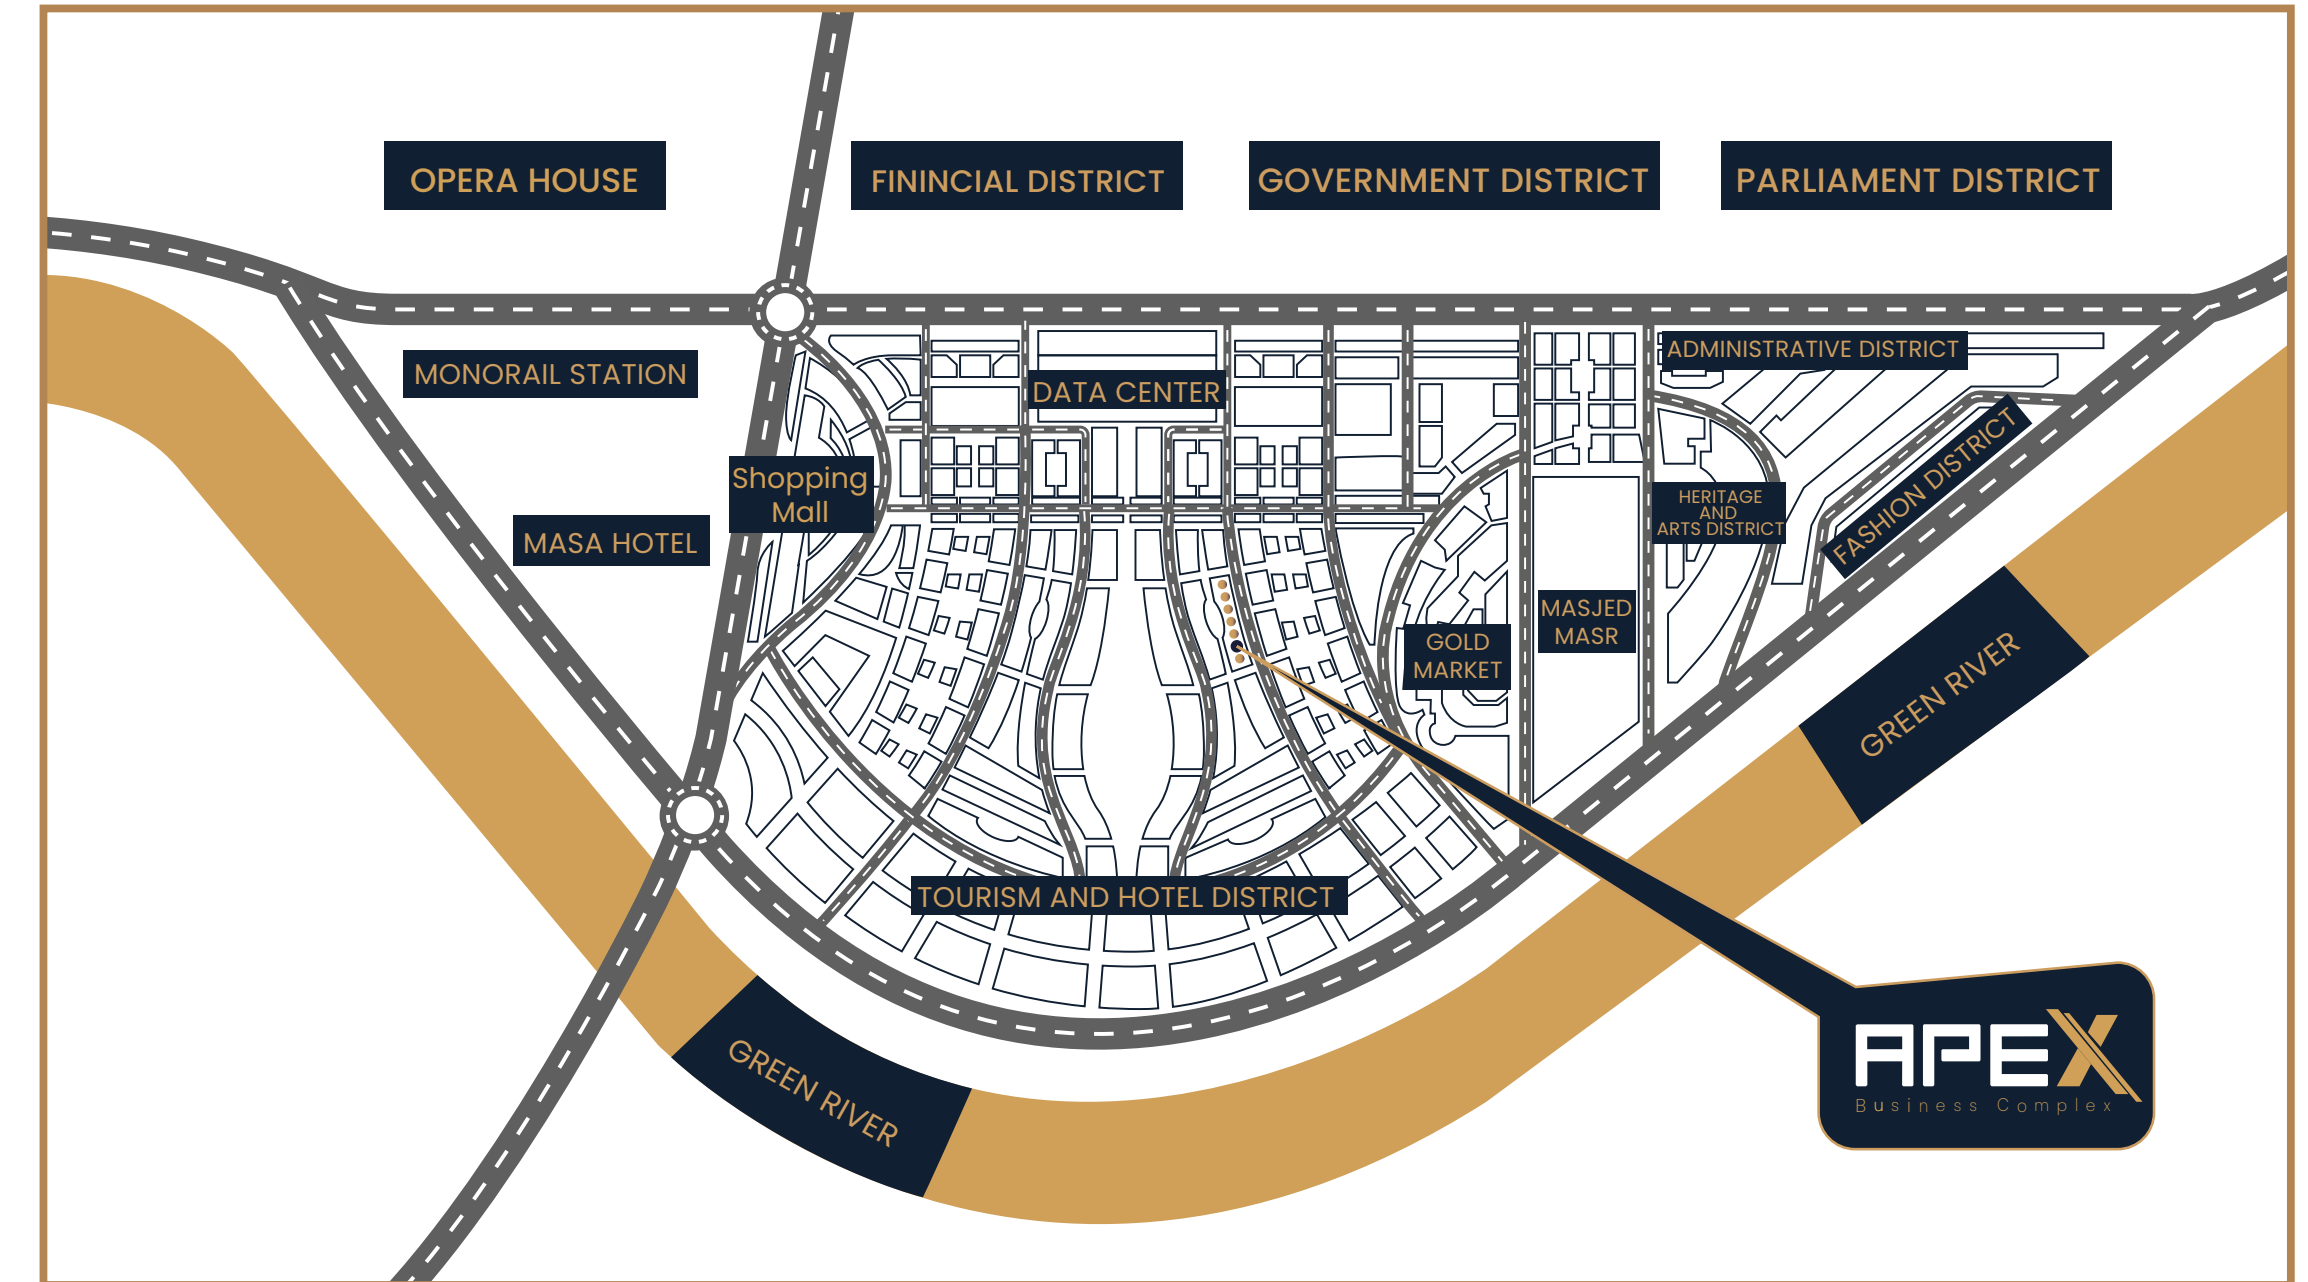 OPERA HOUSE
FININCIAL DISTRICT
GOVERNMENT DISTRICT
PARLIAMENT DISTRICT
MONORAIL STATION
DATA CENTER
ADMINISTRATIVE DISTRICT
Shopping
Mall
MASA HOTEL
HERITAGE
AND
ARTS DISTRICT
FASHION DISTRICT
GOLD
MARKET
MASJED
MASR
GREEN RIVER
TOURISM AND HOTEL DISTRICT
GREEN RIVER
APEX
Business Complex